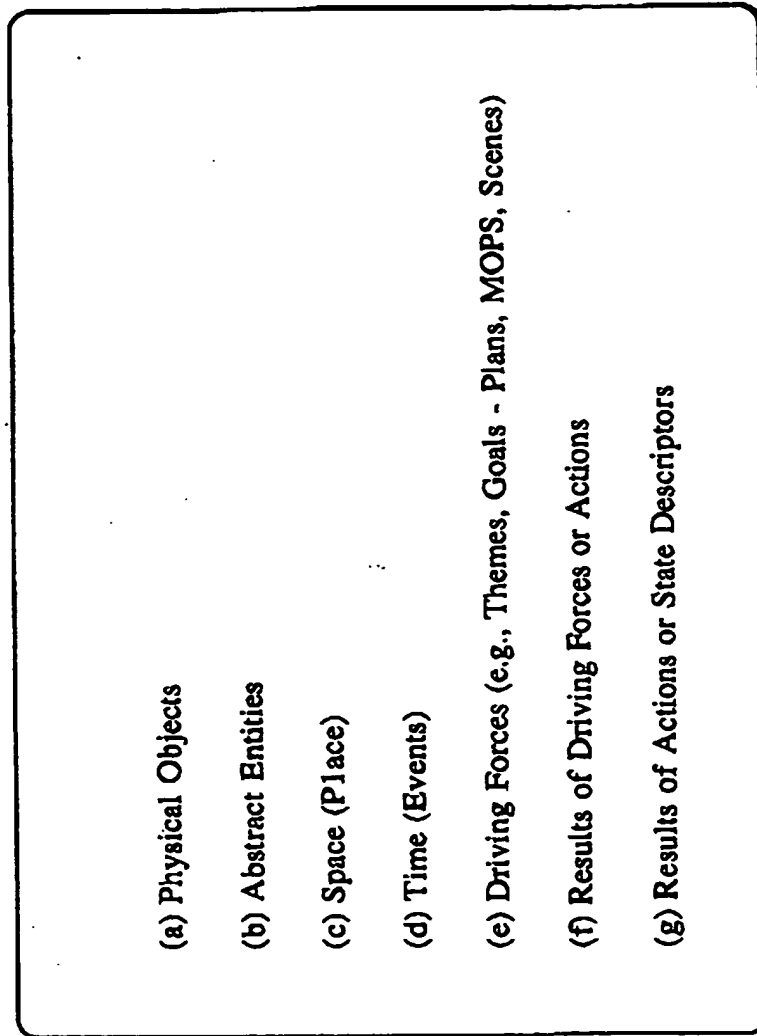 (a) Physical Objects
(b) Abstract Entities
(c) Space (Place)
(d) Time (Events)
(e) Driving Forces (e.g., Themes, Goals - Plans, MOPS, Scenes)
(f) Results of Driving Forces or Actions
(g) Results of Actions or State Descriptors